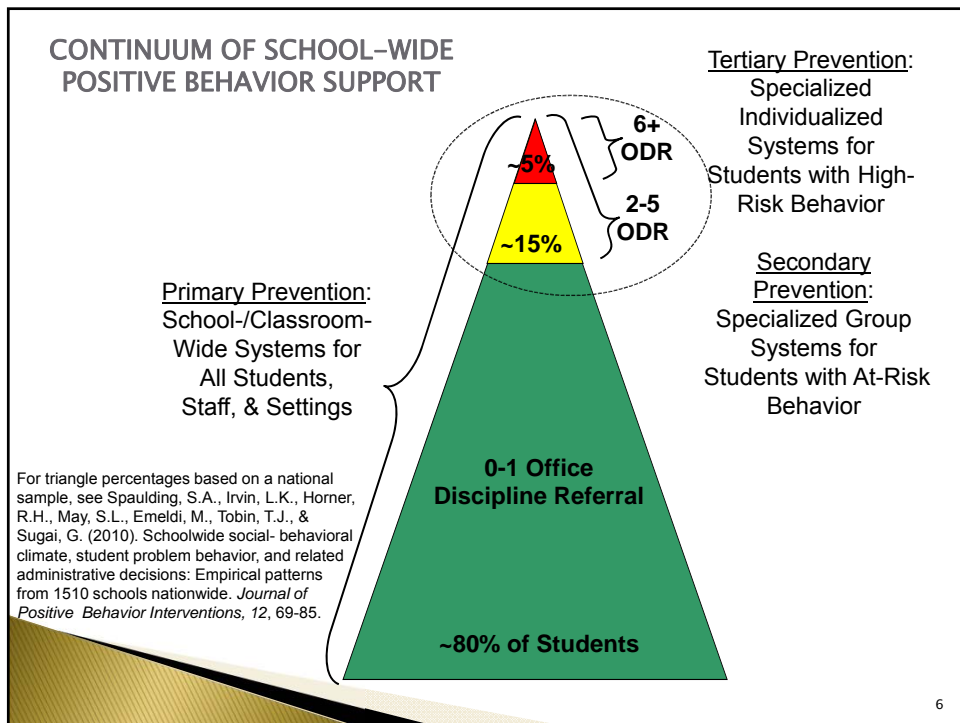 CONTINUUM OF SCHOOL-WIDE
POSITIVE BEHAVIOR SUPPORT
Tertiary Prevention:
Specialized
Individualized
Systems for
Students with High-
Risk Behavior
6+
ODR
~5%
2-5
ODR
~15%
Secondary
Prevention:
Specialized Group
Systems for
Students with At-Risk
Behavior
Primary Prevention:
School-/Classroom-
Wide Systems for
All Students,
Staff, & Settings
0-1 Office
Discipline Referral
For triangle percentages based on a national
sample, see Spaulding, S.A., Irvin, L.K., Horner,
R.H., May, S.L., Emeldi, M., Tobin, T.J., &
Sugai, G. (2010). Schoolwide social- behavioral
climate, student problem behavior, and related
administrative decisions: Empirical patterns
from 1510 schools nationwide. Journal of
Positive Behavior Interventions, 12, 69-85.
~80% of Students
6